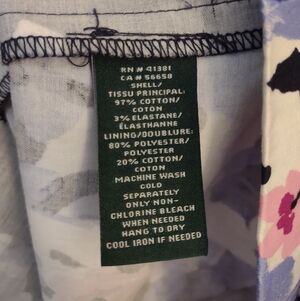 RN # 41381
CA # 56658
SHELL/
TISSU PRINCIPAL:
97% COTTON/
COTON
3% ELASTANE/
ÉLASTHANNE
LINING/DOUBLURE:
80% POLYESTER/
POLYESTER
20% COTTON/
COTON
MACHINE WASH
COLD
SEPARATELY
ONLY NON-
CHLORINE BLEACH
WHEN NEEDED
HANG TO DRY
COOL IRON IF NEEDED